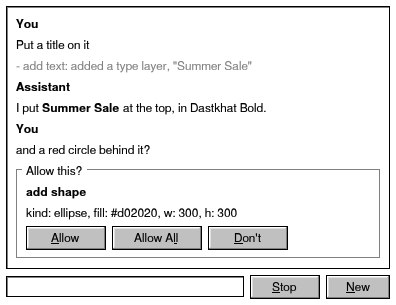 You
Put a title on it
- add text: added a type layer, "Summer Sale"
Assistant
I put Summer Sale at the top, in Dastkhat Bold.
You
and a red circle behind it?
Allow this?
add shape
kind: ellipse, fill: #d02020, w: 300, h: 300
Allow Allow All Don't
Stop New